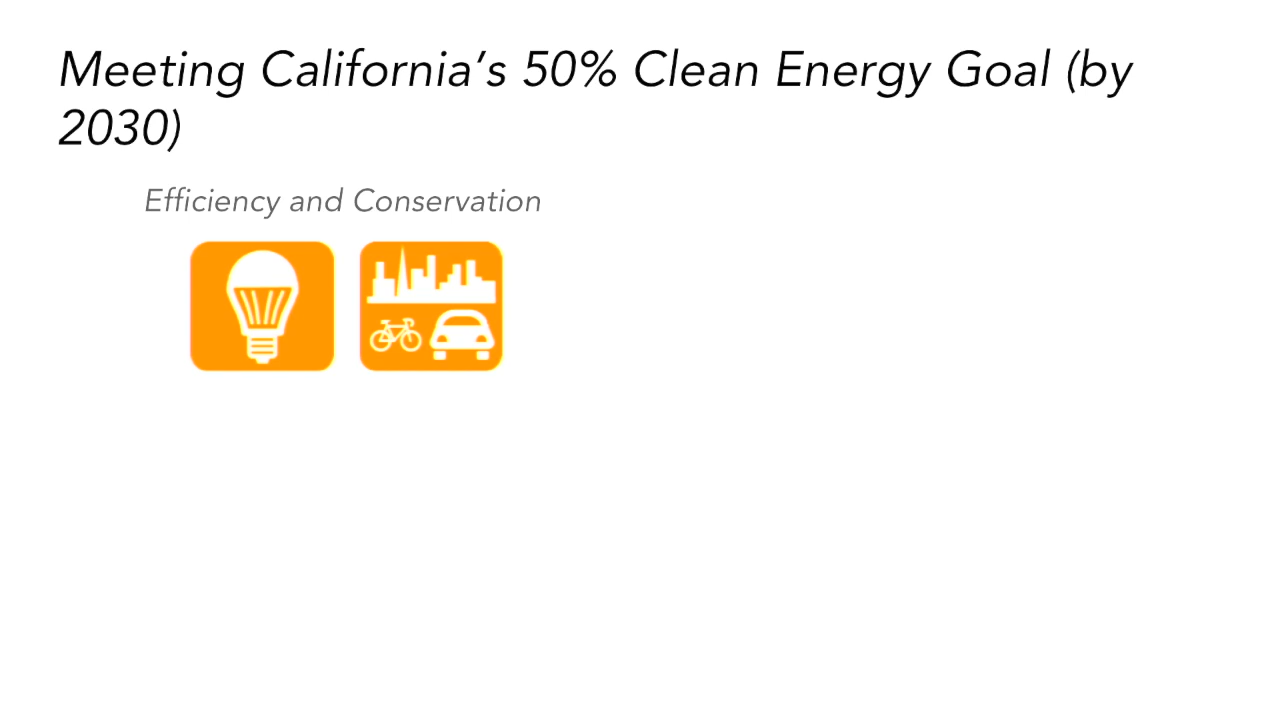 Meeting California’s 50% Clean Energy Goal (by
2030)
Efficiency and Conservation